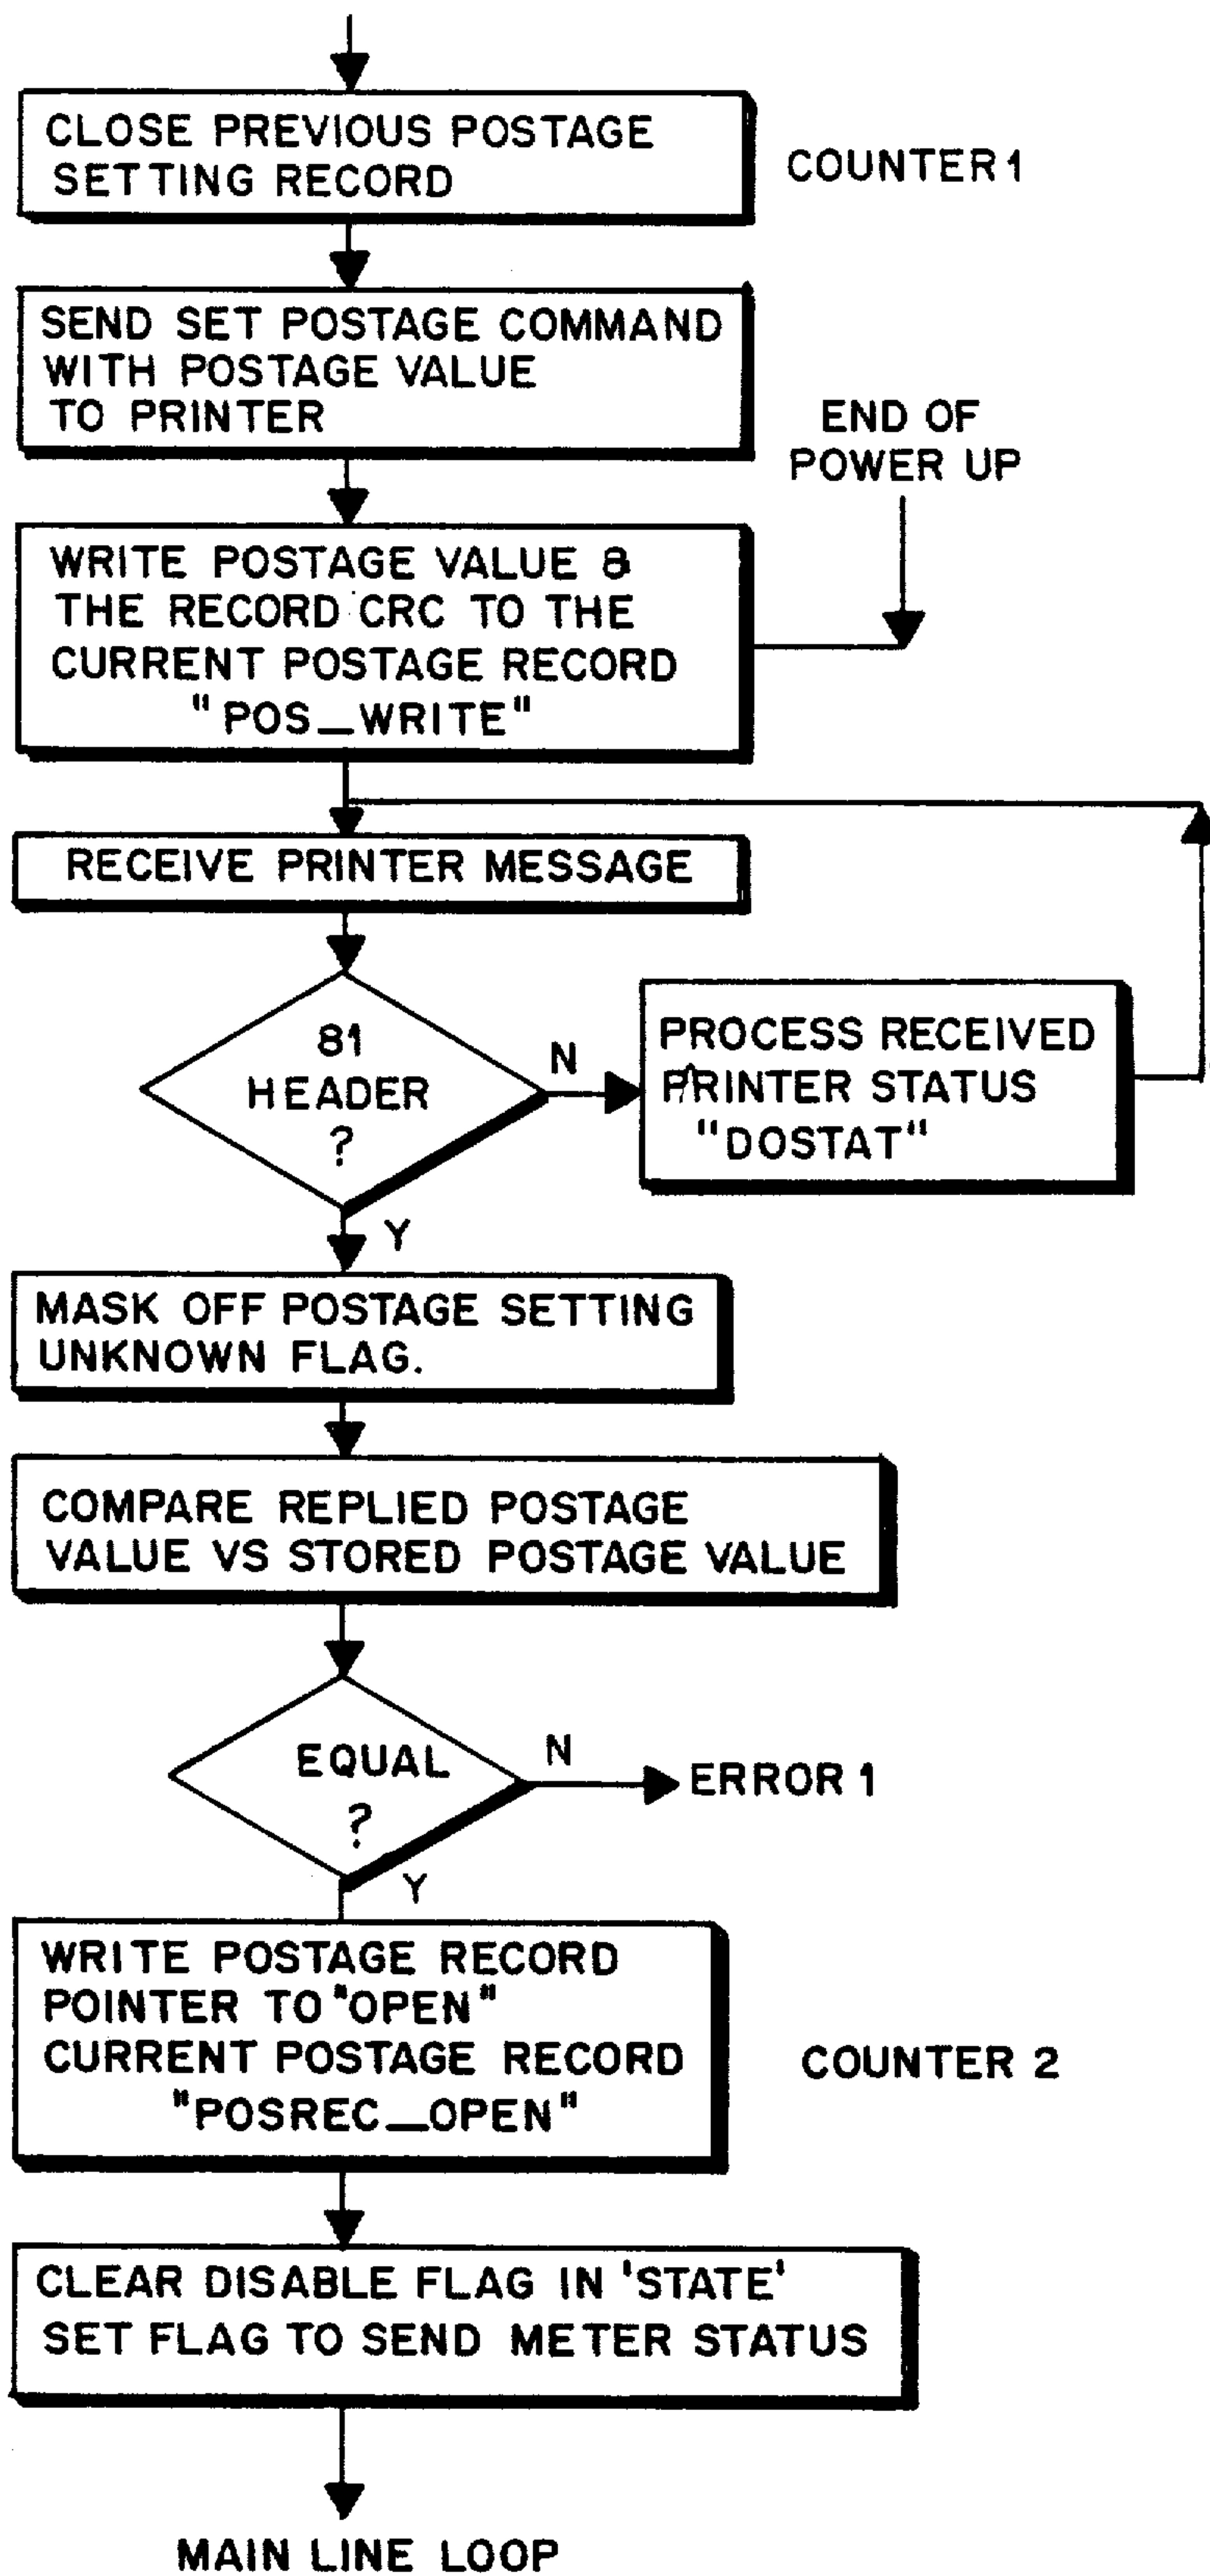 CLOSE PREVIOUS POSTAGE
SETTING RECORD
COUNTER 1
SEND SET POSTAGE COMMAND
WITH POSTAGE VALUE
TO PRINTER
END OF
POWER UP
WRITE POSTAGE VALUE &
THE RECORD CRC TO THE
CURRENT POSTAGE RECORD
"POS_WRITE"
RECEIVE PRINTER MESSAGE
81
HEADER
?
N
PROCESS RECEIVED
PRINTER STATUS
"DOSTAT"
Y
MASK OFF POSTAGE SETTING
UNKNOWN FLAG.
COMPARE REPLIED POSTAGE
VALUE VS STORED POSTAGE VALUE
EQUAL
?
N
ERROR 1
Y
WRITE POSTAGE RECORD
POINTER TO "OPEN"
CURRENT POSTAGE RECORD
"POSREC_OPEN"
COUNTER 2
CLEAR DISABLE FLAG IN 'STATE'
SET FLAG TO SEND METER STATUS
MAIN LINE LOOP